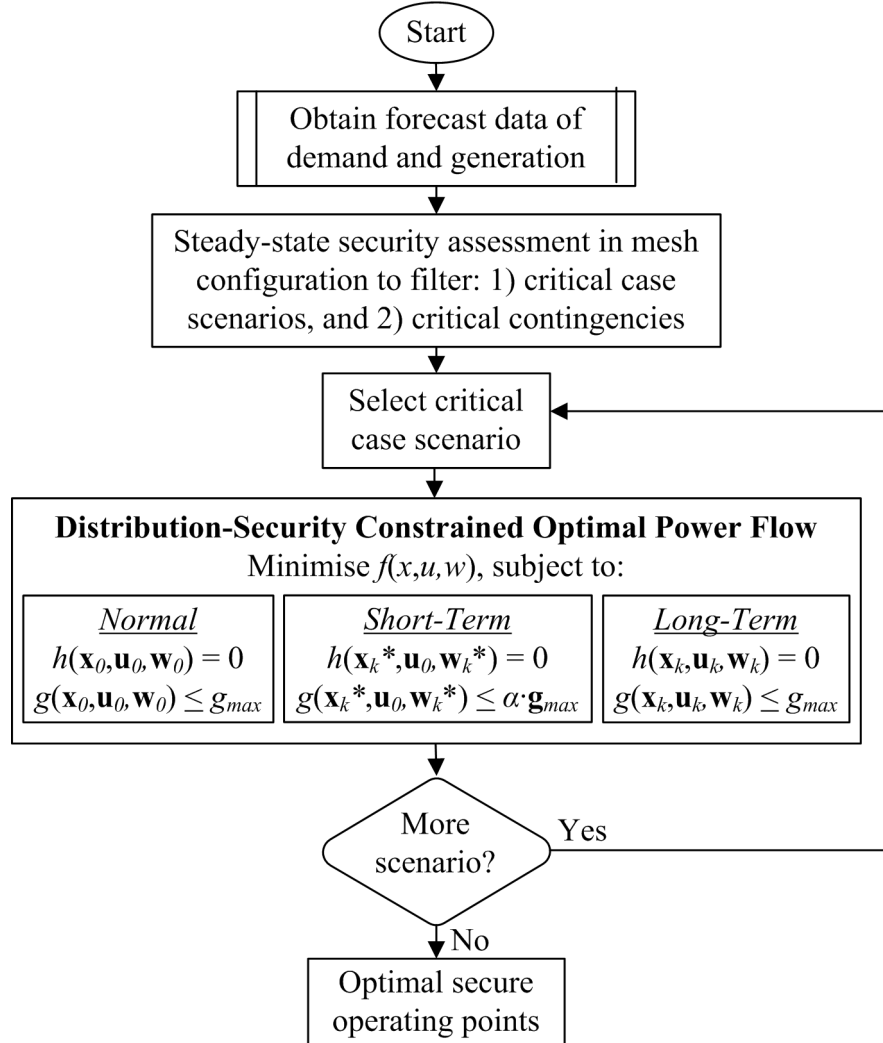 Start
Obtain forecast data of
demand and generation
Steady-state security assessment in mesh
configuration to filter: 1) critical case
scenarios, and 2) critical contingencies
Select critical
case scenario
Distribution-Security Constrained Optimal Power Flow
Minimise f(x,u,w), subject to:
Normal
h(x₀,u₀,w₀) = 0
g(x₀,u₀,w₀) ≤ gₘₐₓ
Short-Term
h(xₖ*,u₀,wₖ*) = 0
g(xₖ*,u₀,wₖ*) ≤ α·gₘₐₓ
Long-Term
h(xₖ,uₖ,wₖ) = 0
g(xₖ,uₖ,wₖ) ≤ gₘₐₓ
More
scenario?
Yes
No
Optimal secure
operating points